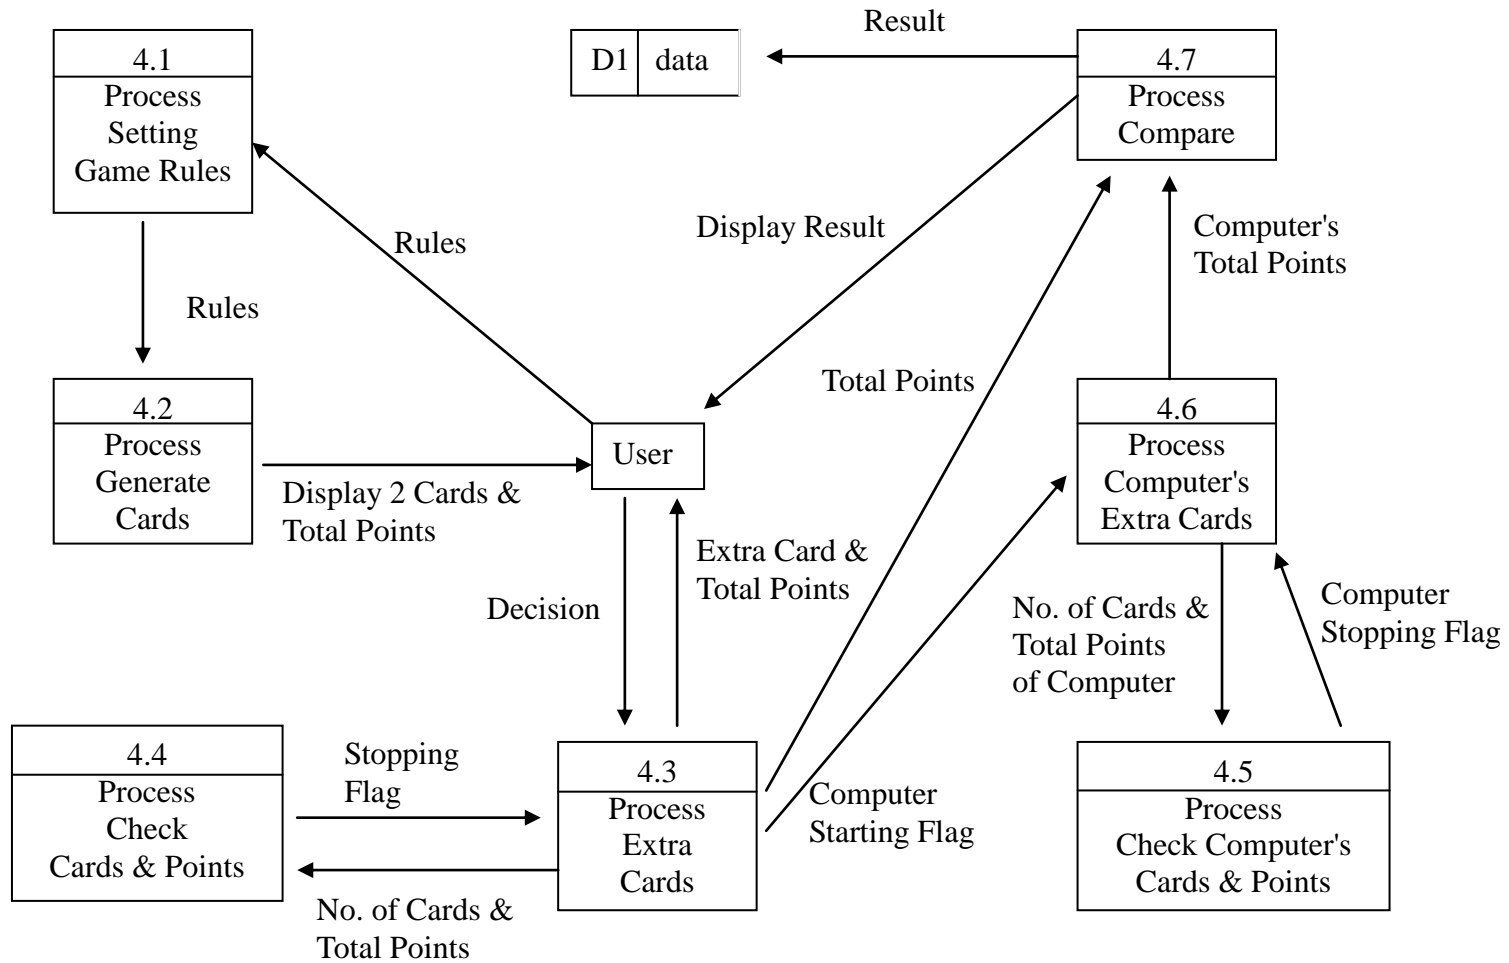 Result
4.1
Process
Setting
Game Rules
D1 data
4.7
Process
Compare
Rules
Display Result
Computer's
Total Points
Rules
Total Points
4.2
Process
Generate
Cards
Display 2 Cards &
Total Points
User
4.6
Process
Computer's
Extra Cards
Decision
Extra Card &
Total Points
No. of Cards &
Total Points
of Computer
Computer
Stopping Flag
4.4
Process
Check
Cards & Points
Stopping
Flag
No. of Cards &
Total Points
4.3
Process
Extra
Cards
Computer
Starting Flag
4.5
Process
Check Computer's
Cards & Points